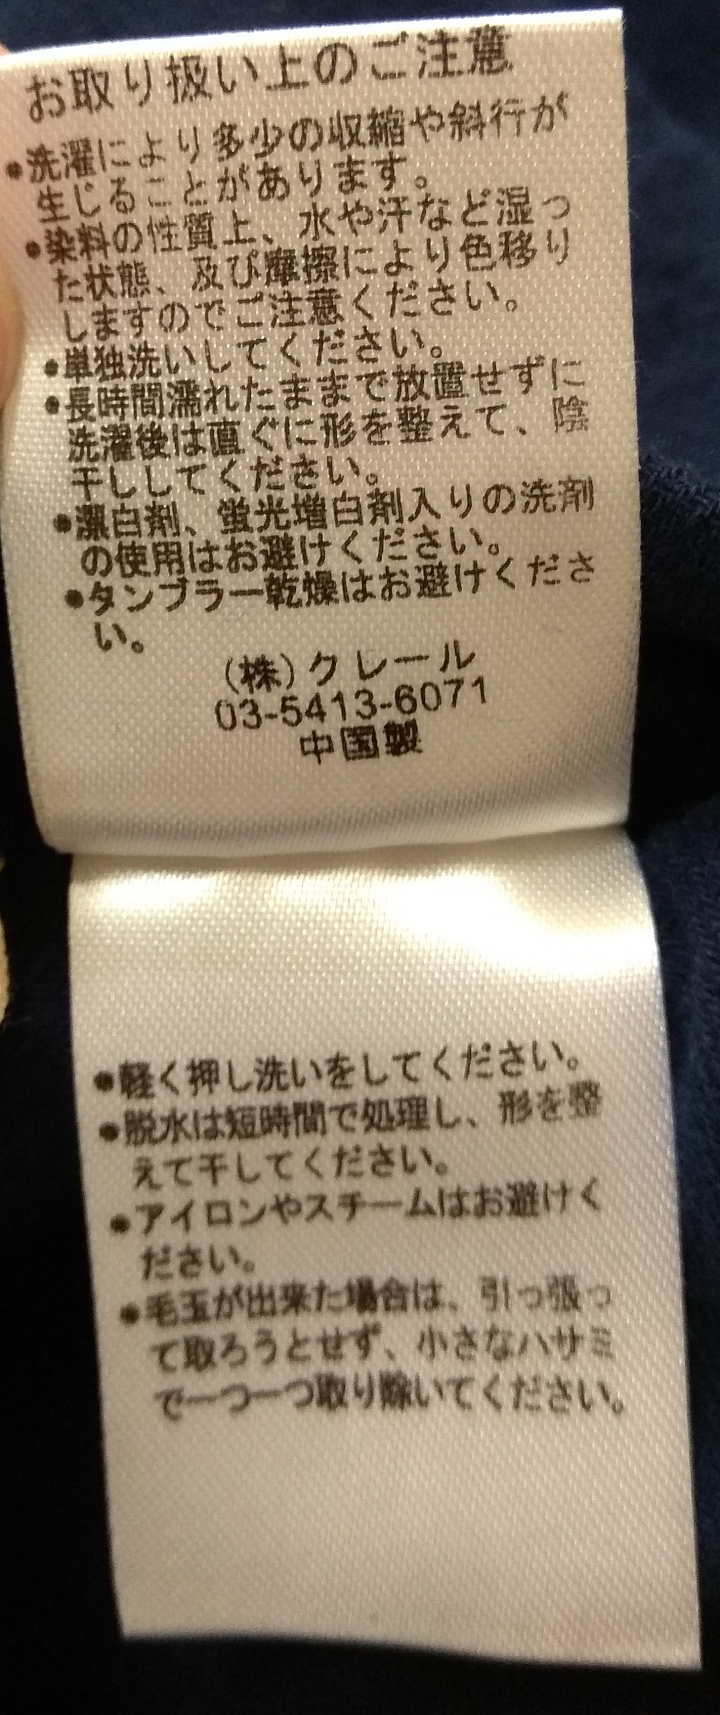 お取り扱い上のご注意
●洗濯により多少の収縮や斜行が
生じることがあります。
●染料の性質上、水や汗など湿っ
た状態、及び摩擦により色移り
しますのでご注意ください。
●単独洗いしてください。
●長時間濡れたままで放置せずに
洗濯後は直ぐに形を整えて、陰
干ししてください。
●漂白剤、蛍光増白剤入りの洗剤
の使用はお避けください。
●タンブラー乾燥はお避けくださ
い。
(株)クレール
03-5413-6071
中国製
●軽く押し洗いをしてください。
●脱水は短時間で処理し、形を整
えて干してください。
●アイロンやスチームはお避けく
ださい。
●毛玉が出来た場合は、引っ張っ
て取ろうとせず、小さなハサミ
で一つ一つ取り除いてください。